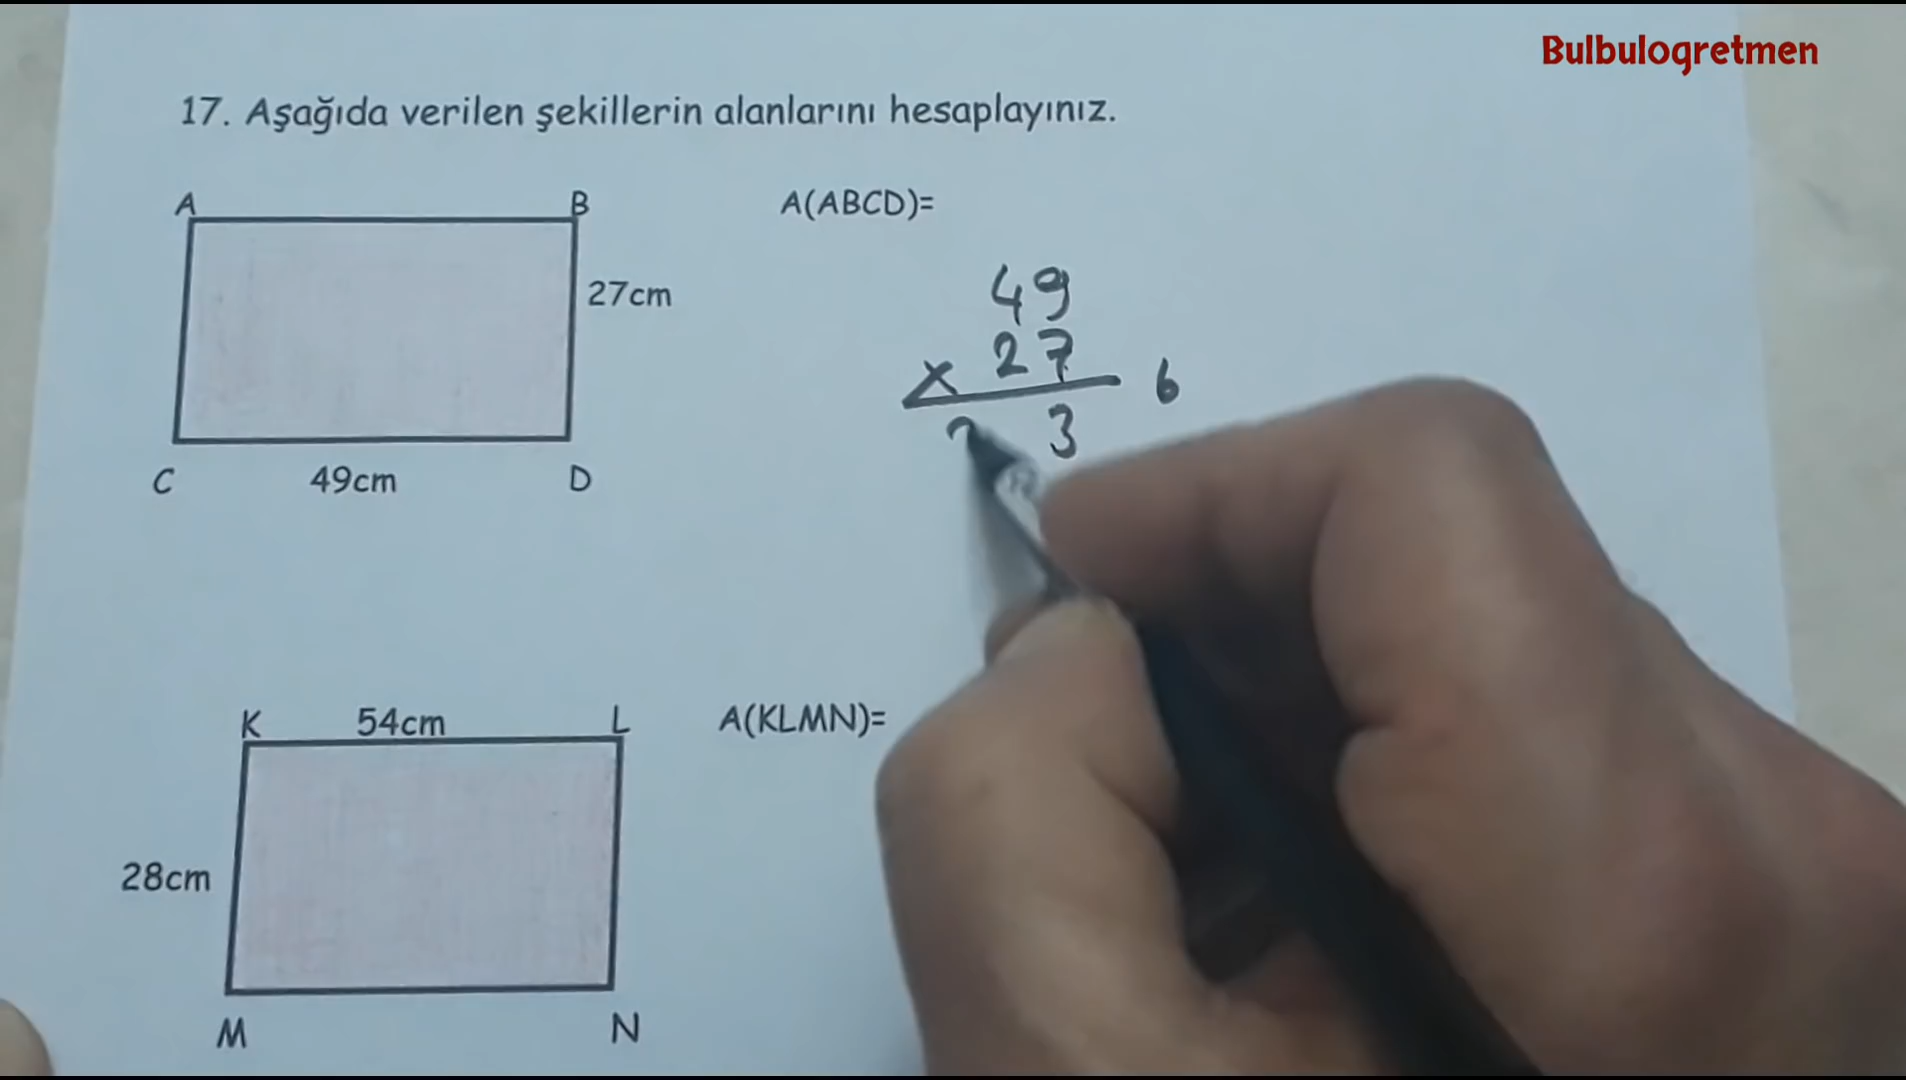 Bulbulogretmen
17. Aşağıda verilen şekillerin alanlarını hesaplayınız.
A B
A(ABCD)=
27cm
C 49cm D
49
x 27
6
3
K 54cm L
A(KLMN)=
28cm
M N